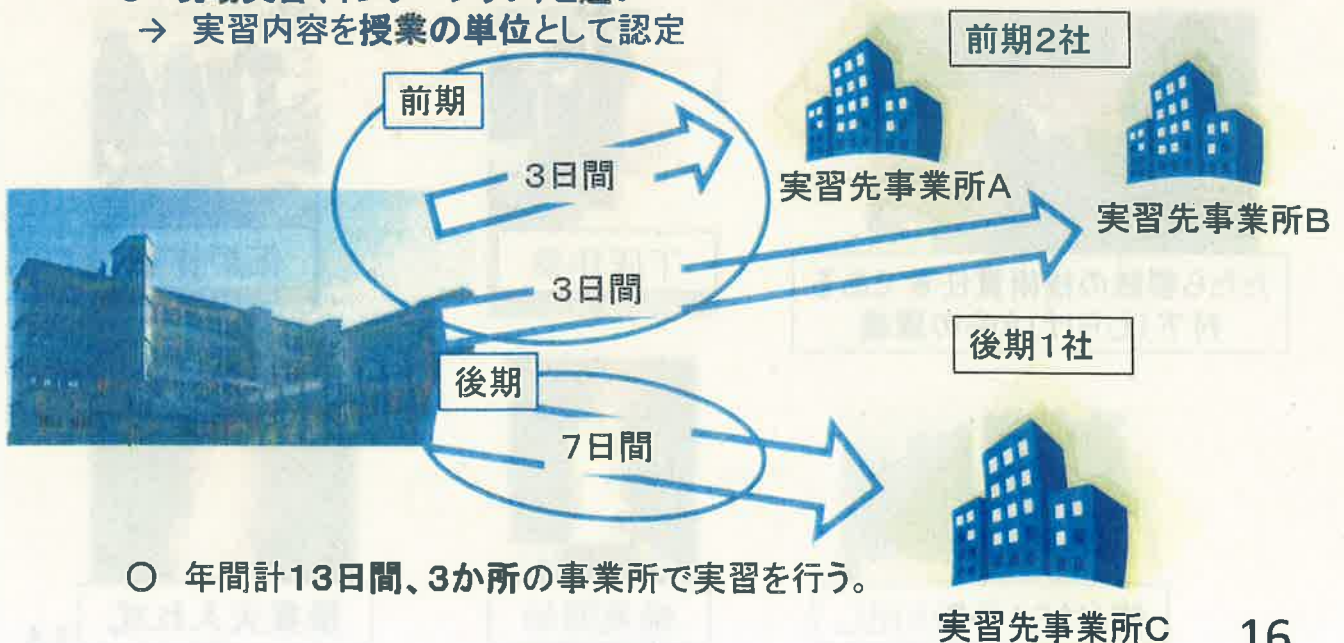 → 実習内容を授業の単位として認定
前期2社
前期
3日間
実習先事業所A
実習先事業所B
3日間
後期1社
後期
7日間
○ 年間計13日間、3か所の事業所で実習を行う。
実習先事業所C
16